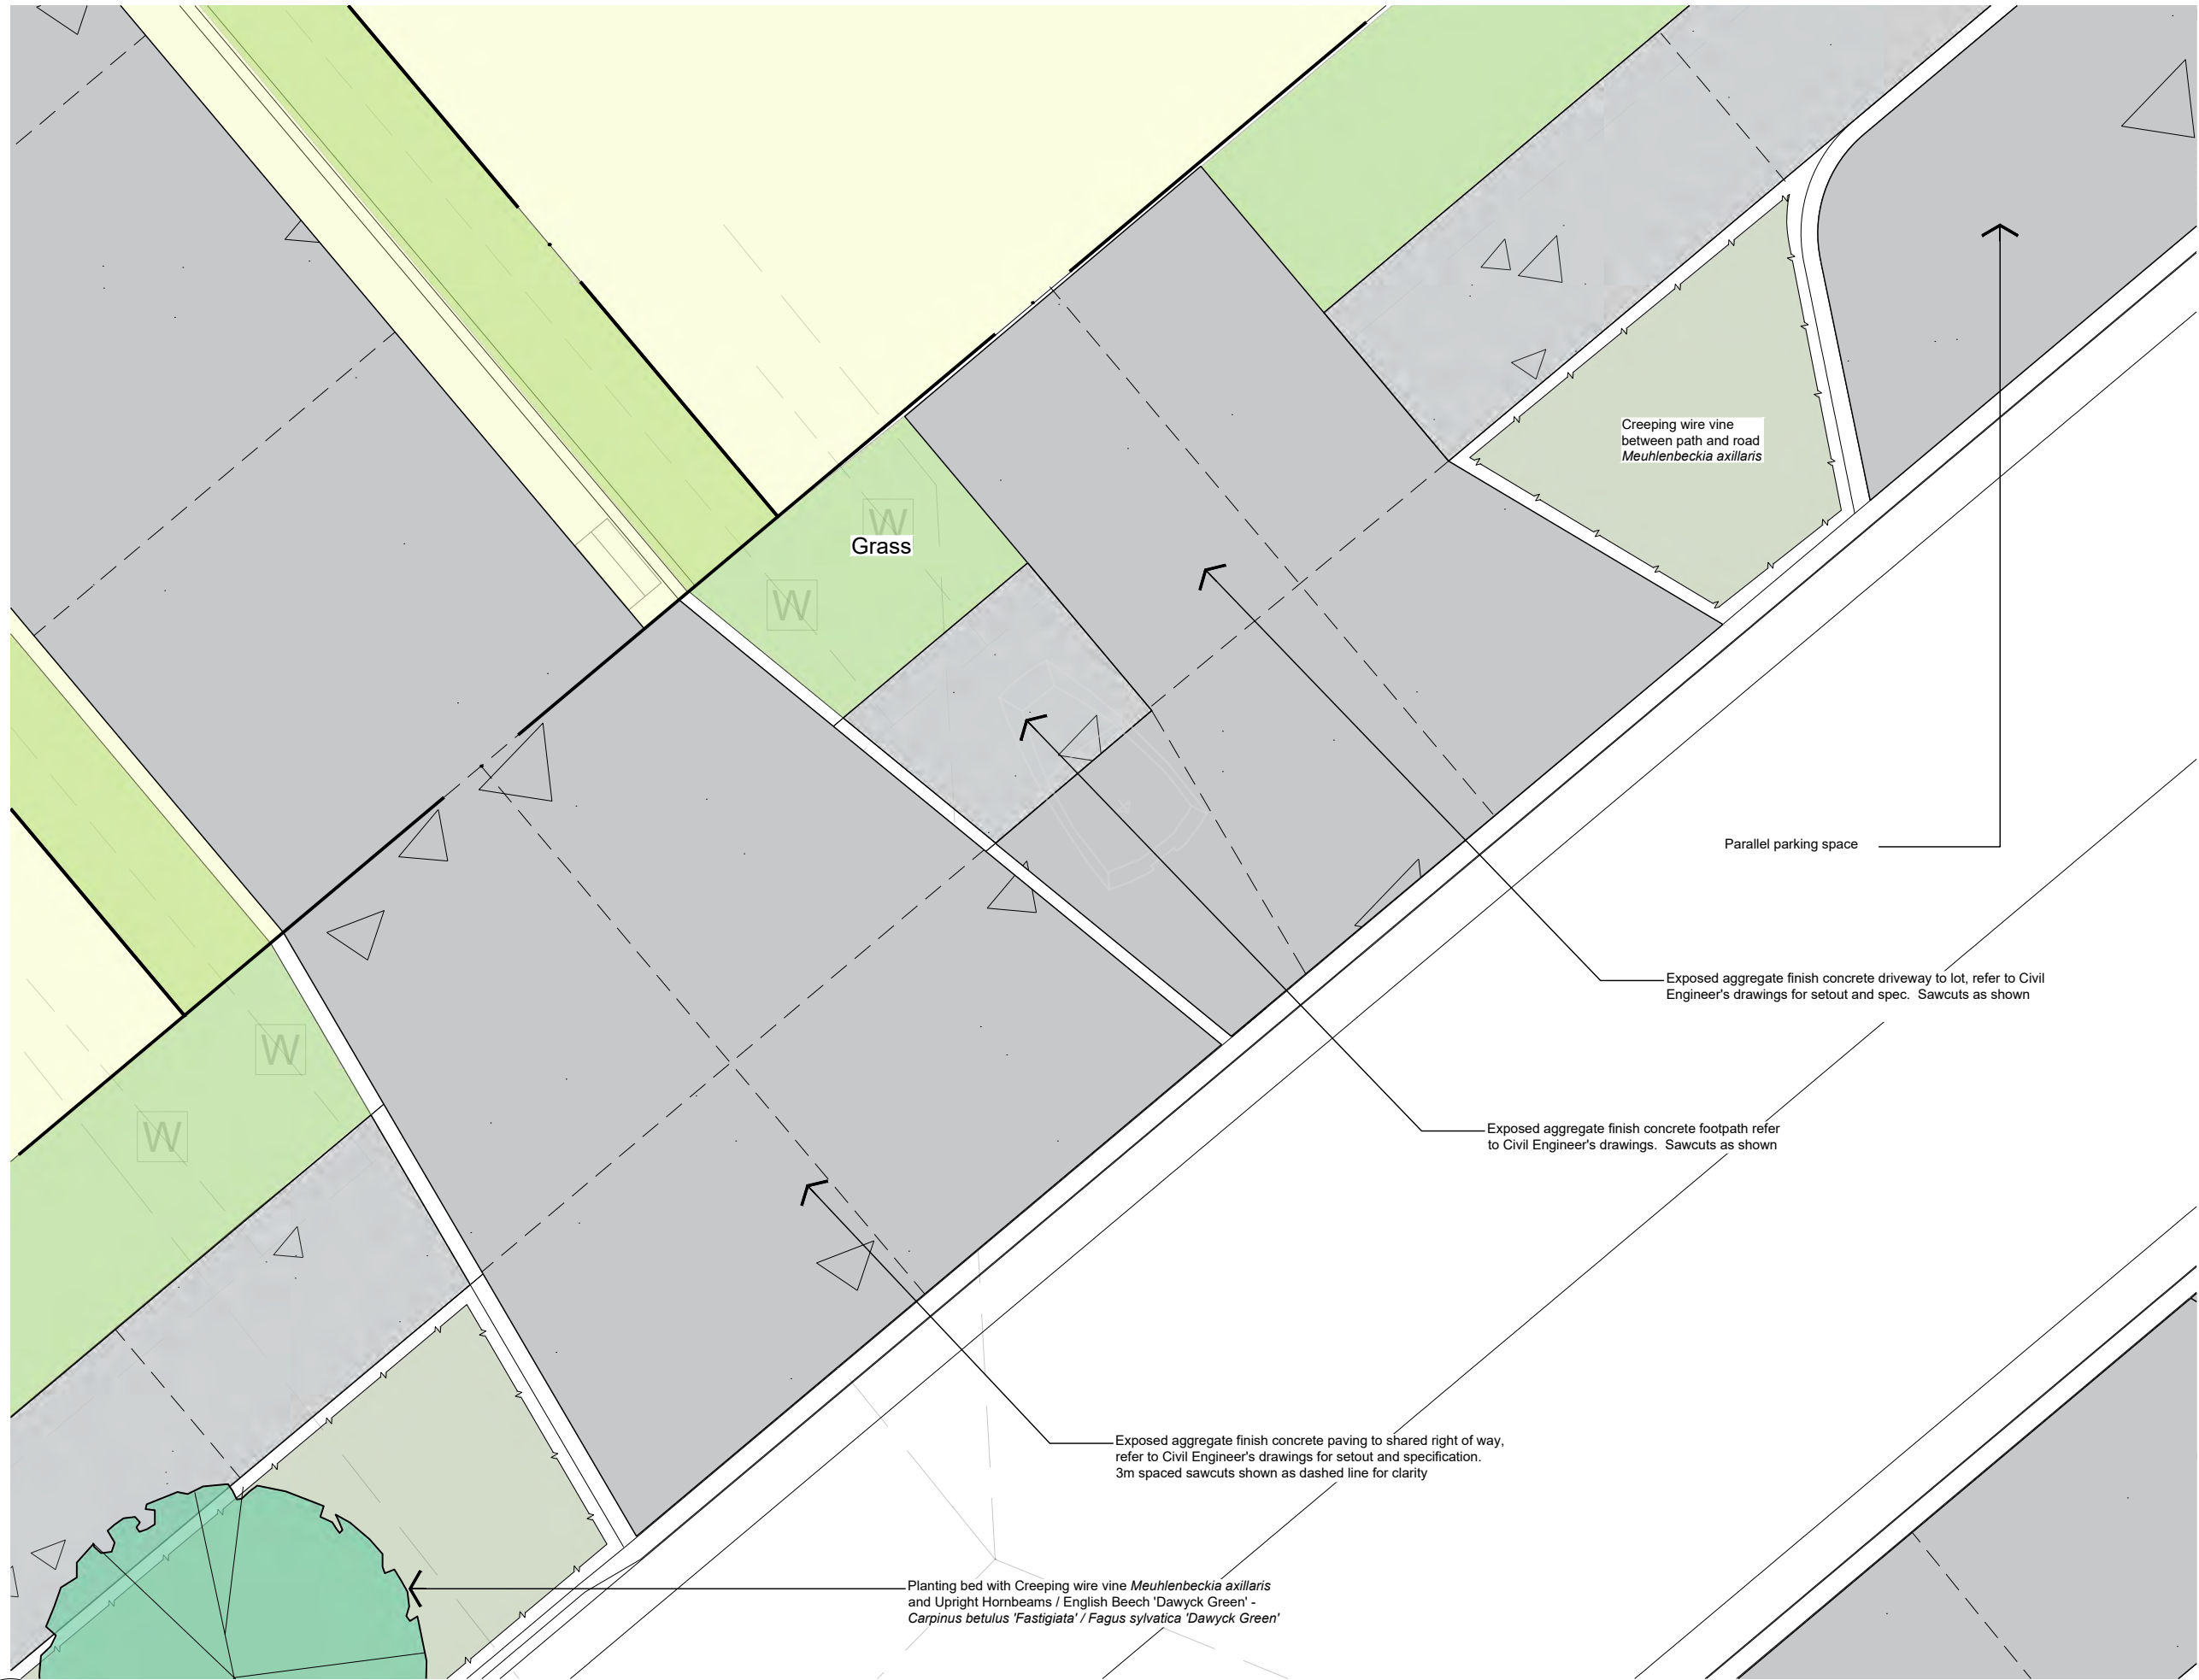 Creeping wire vine
between path and road
Meuhlenbeckia axillaris
W
Grass
W
Parallel parking space
Exposed aggregate finish concrete driveway to lot, refer to Civil
Engineer's drawings for setout and spec.  Sawcuts as shown
W
W
Exposed aggregate finish concrete footpath refer
to Civil Engineer's drawings.  Sawcuts as shown
Exposed aggregate finish concrete paving to shared right of way,
refer to Civil Engineer's drawings for setout and specification.
3m spaced sawcuts shown as dashed line for clarity
Planting bed with Creeping wire vine Meuhlenbeckia axillaris
and Upright Hornbeams / English Beech 'Dawyck Green' -
Carpinus betulus 'Fastigiata' / Fagus sylvatica 'Dawyck Green'